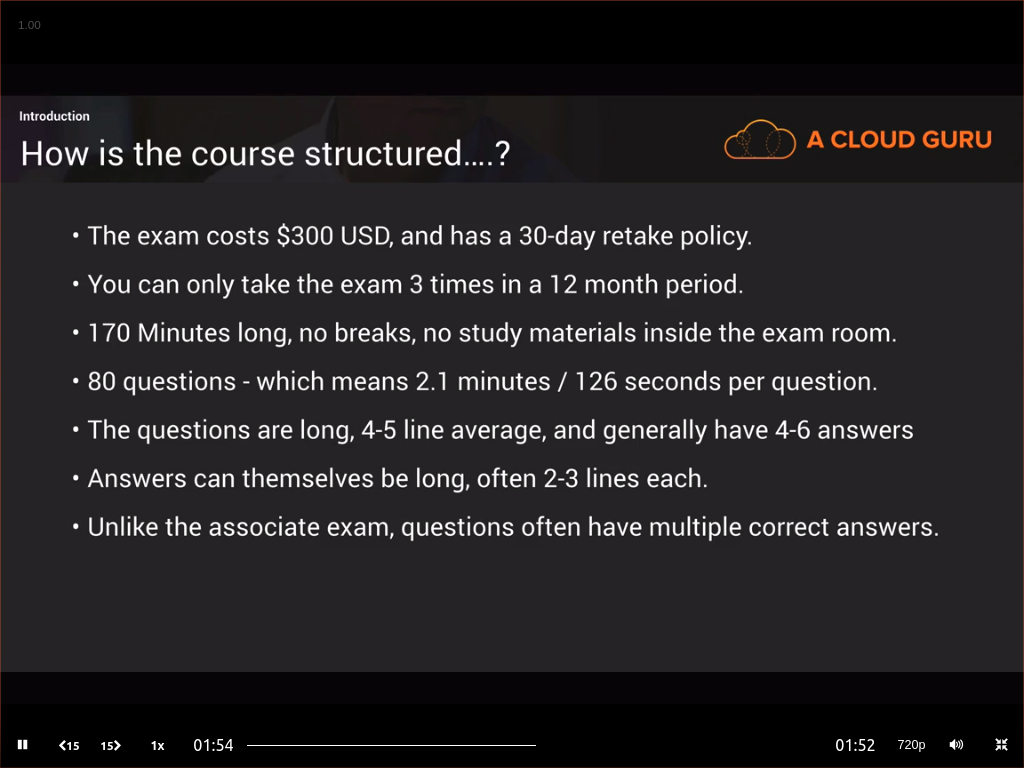 1.00
Introduction
How is the course structured....?
A CLOUD GURU
• The exam costs $300 USD, and has a 30-day retake policy.
• You can only take the exam 3 times in a 12 month period.
• 170 Minutes long, no breaks, no study materials inside the exam room.
• 80 questions - which means 2.1 minutes / 126 seconds per question.
• The questions are long, 4-5 line average, and generally have 4-6 answers
• Answers can themselves be long, often 2-3 lines each.
• Unlike the associate exam, questions often have multiple correct answers.
15 15 1x 01:54 01:52 720p